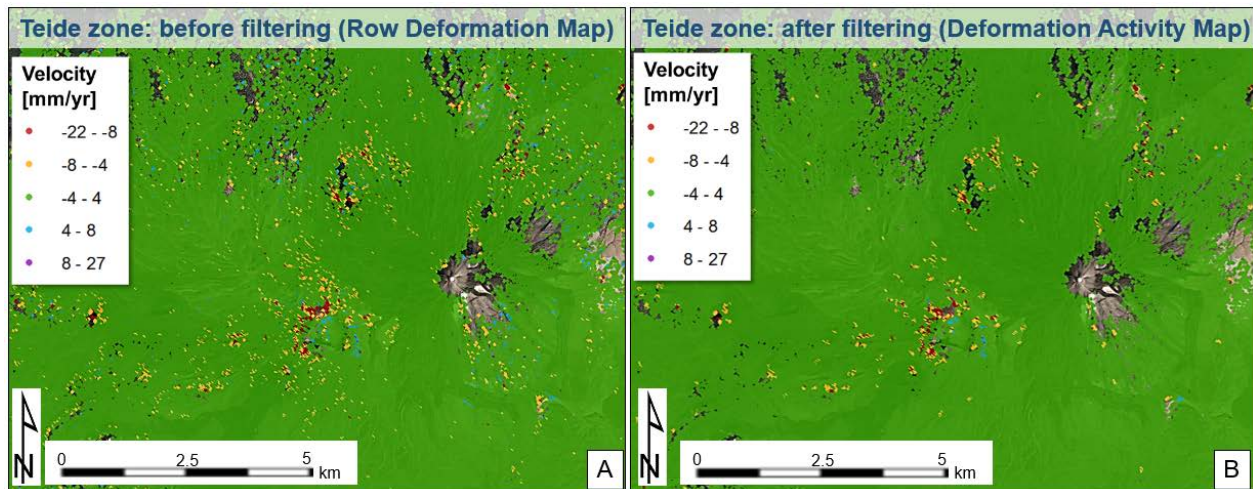 Teide zone: before filtering (Row Deformation Map)
Velocity
[mm/yr]
-22 - -8
-8 - -4
-4 - 4
4 - 8
8 - 27
N
0 2.5 5
km
A
Teide zone: after filtering (Deformation Activity Map)
Velocity
[mm/yr]
-22 - -8
-8 - -4
-4 - 4
4 - 8
8 - 27
N
0 2.5 5
km
B